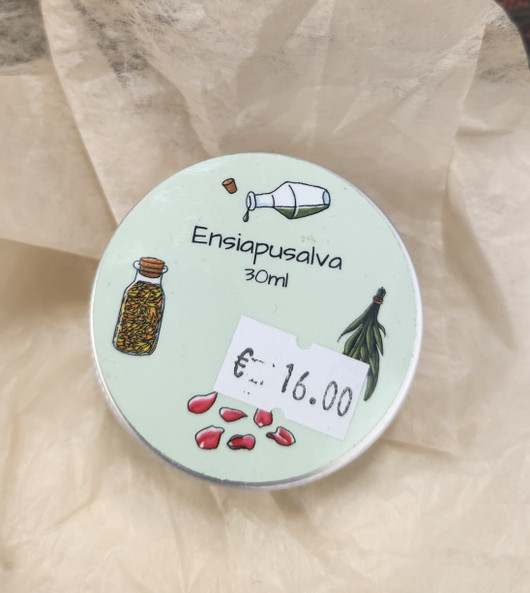 Ensiapusalva
30ml
€ 16.00